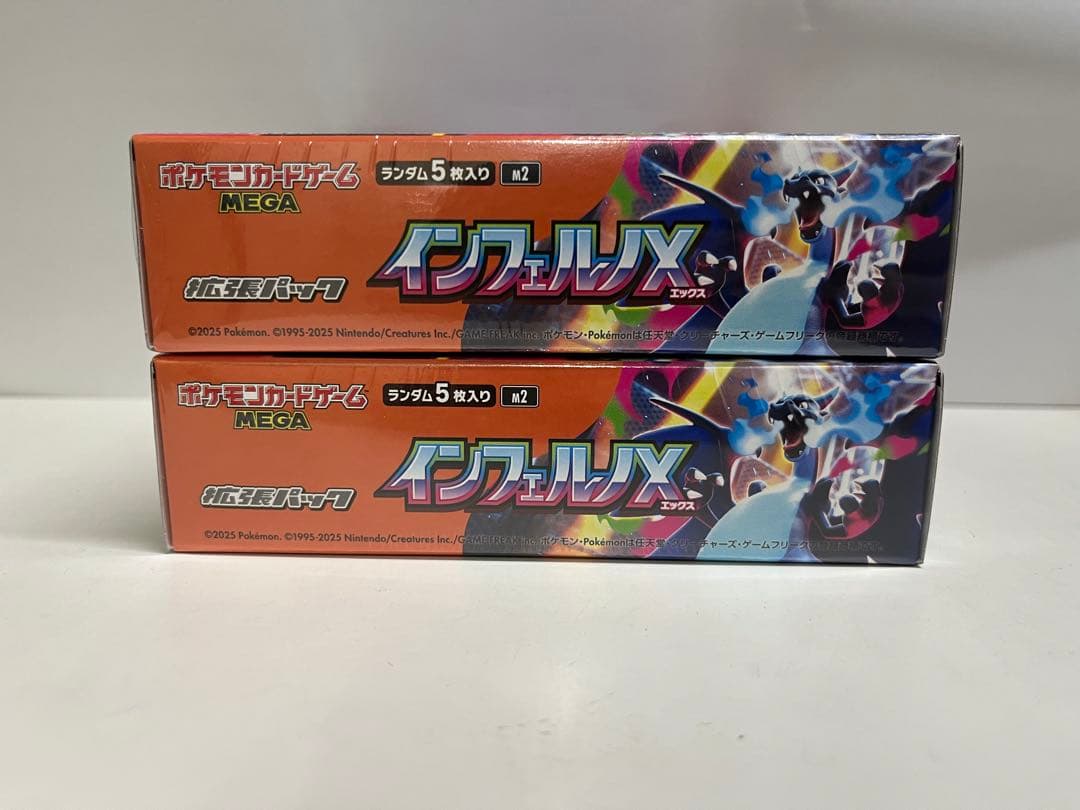 ポケモンカードゲーム
MEGA
ランダム5枚入り
M2
インフェルノX
エックス
拡張パック
©2025 Pokémon. ©1995-2025 Nintendo/Creatures Inc./GAME FREAK inc. ポケモン・Pokémonは任天堂・クリーチャーズ・ゲームフリークの登録商標です。
ポケモンカードゲーム
MEGA
ランダム5枚入り
M2
インフェルノX
エックス
拡張パック
©2025 Pokémon. ©1995-2025 Nintendo/Creatures Inc./GAME FREAK inc. ポケモン・Pokémonは任天堂・クリーチャーズ・ゲームフリークの登録商標です。